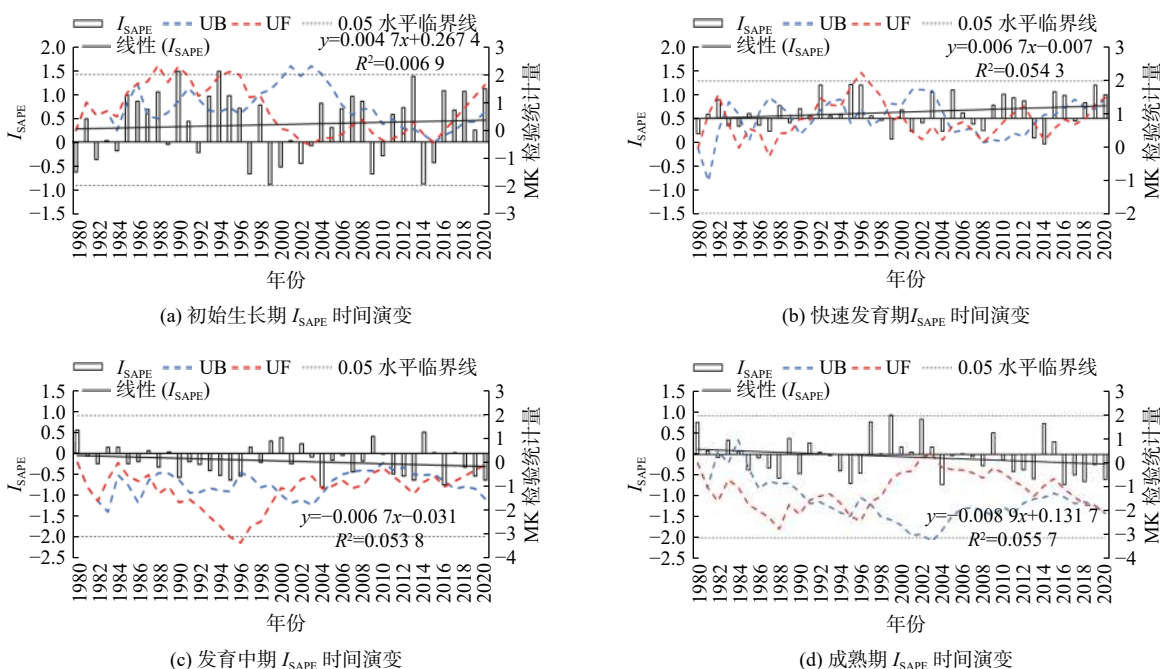 I_SAPE UB UF 0.05 水平临界线
线性 (I_SAPE)
y=0.004 7x+0.267 4
R²=0.006 9
2.0
1.5
1.0
0.5
0
−0.5
−1.0
−1.5
I_SAPE
3
2
1
0
−1
−2
−3
MK 检验统计量
1980 1982 1984 1986 1988 1990 1992 1994 1996 1998 2000 2002 2004 2006 2008 2010 2012 2014 2016 2018 2020
年份
(a) 初始生长期 I_SAPE 时间演变
I_SAPE UB UF 0.05 水平临界线
线性 (I_SAPE)
y=0.006 7x−0.007
R²=0.054 3
2.0
1.5
1.0
0.5
0
−0.5
−1.0
−1.5
I_SAPE
3
2
1
0
1
−2
MK 检验统计量
1980 1982 1984 1986 1988 1990 1992 1994 1996 1998 2000 2002 2004 2006 2008 2010 2012 2014 2016 2018 2020
年份
(b) 快速发育期I_SAPE 时间演变
I_SAPE UB UF 0.05 水平临界线
线性 (I_SAPE)
1.5
1.0
0.5
0
−0.5
−1.0
−1.5
−2.0
−2.5
I_SAPE
y=−0.006 7x−0.031
R²=0.053 8
3
2
1
0
−1
−2
−3
−4
MK 检验统计量
1980 1982 1984 1986 1988 1990 1992 1994 1996 1998 2000 2002 2004 2006 2008 2010 2012 2014 2016 2018 2020
年份
(c) 发育中期 I_SAPE 时间演变
I_SAPE UB UF 0.05 水平临界线
线性 (I_SAPE)
1.5
1.0
0.5
0
−0.5
−1.0
−1.5
−2.0
−2.5
I_SAPE
y=−0.008 9x+0.131 7
R²=0.055 7
3
2
1
0
−1
−2
−3
−4
MK 检验统计量
1980 1982 1984 1986 1988 1990 1992 1994 1996 1998 2000 2002 2004 2006 2008 2010 2012 2014 2016 2018 2020
年份
(d) 成熟期 I_SAPE 时间演变